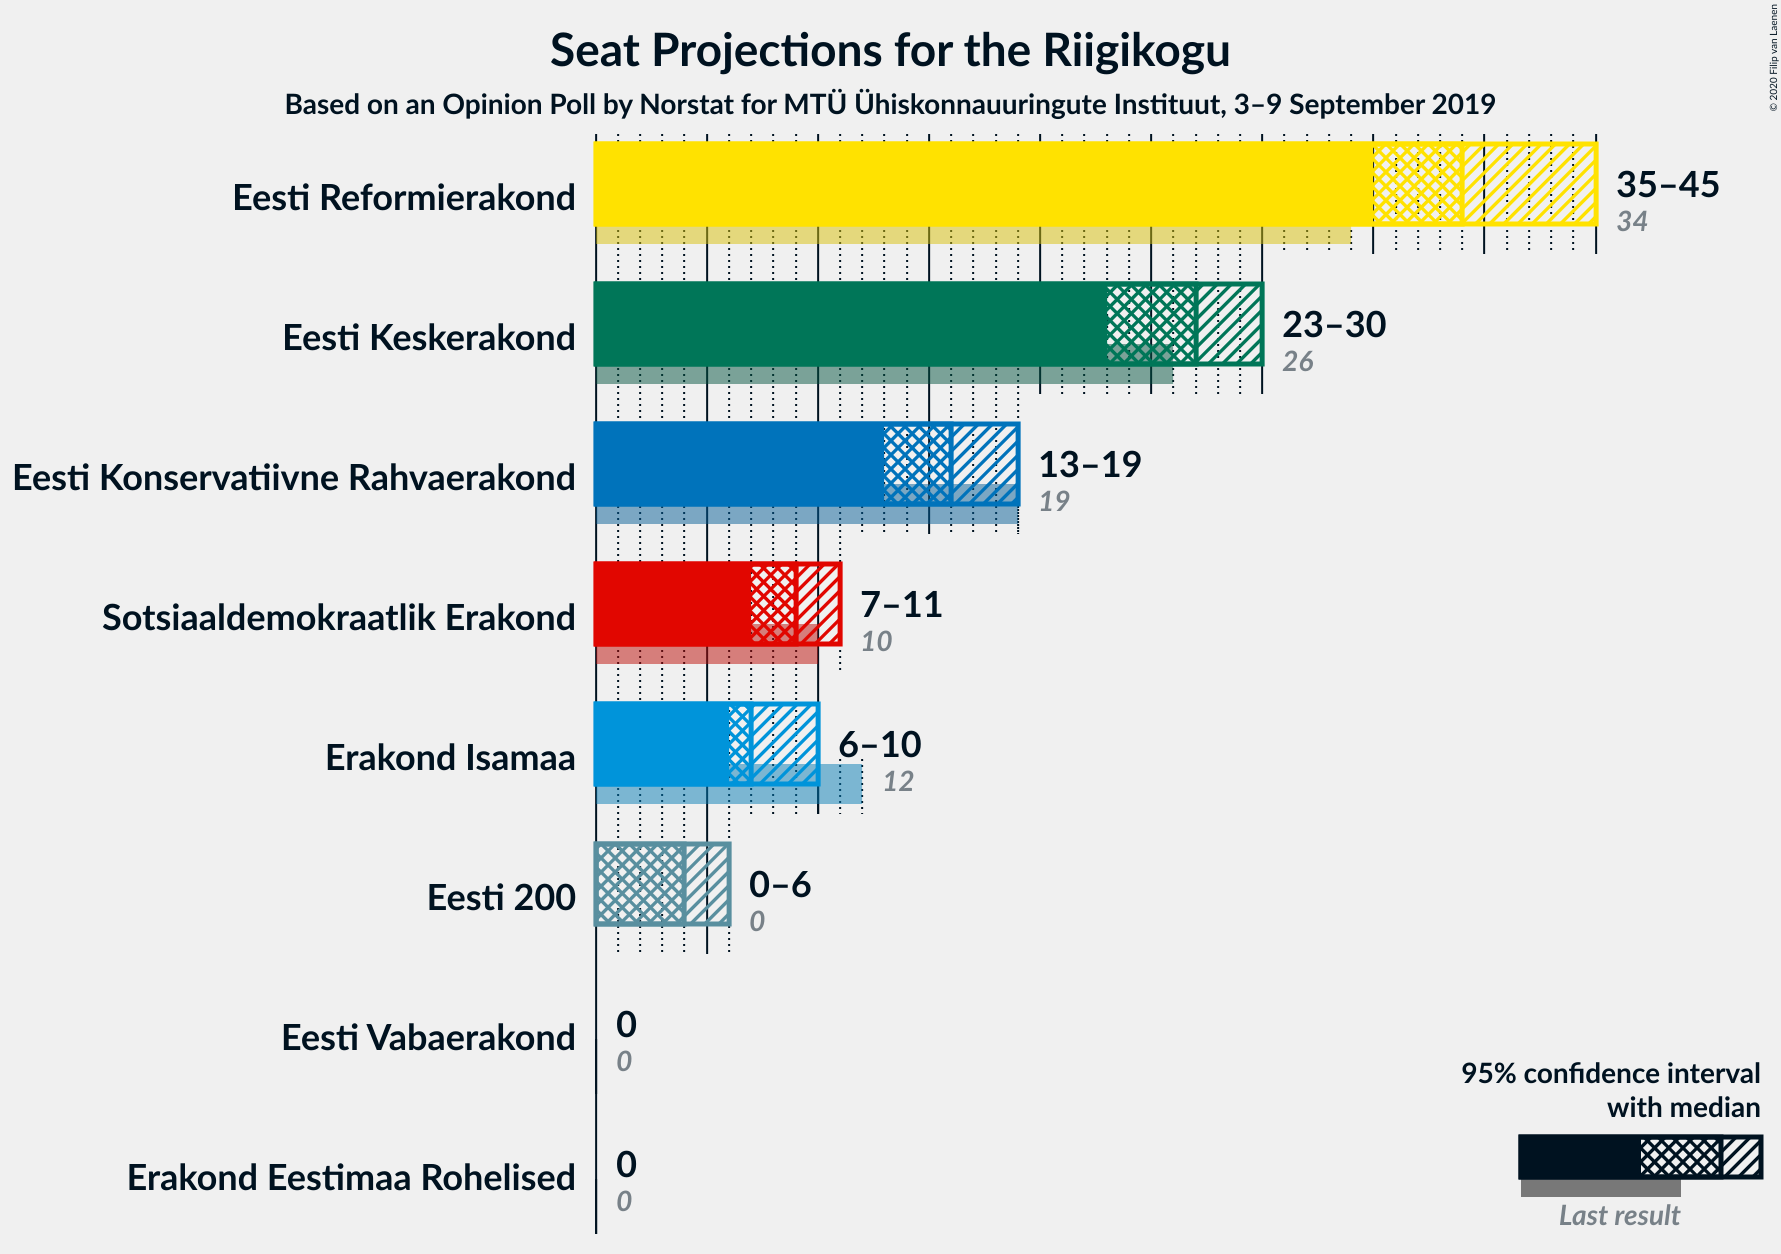 Seat Projections for the Riigikogu
Based on an Opinion Poll by Norstat for MTÜ Ühiskonnauuringute Instituut, 3–9 September 2019
© 2020 Filip van Laenen
Eesti Reformierakond
35–45
34
Eesti Keskerakond
23–30
26
Eesti Konservatiivne Rahvaerakond
13–19
19
Sotsiaaldemokraatlik Erakond
7–11
10
Erakond Isamaa
6–10
12
Eesti 200
0–6
0
Eesti Vabaerakond
0
0
Erakond Eestimaa Rohelised
0
0
95% confidence interval
with median
Last result